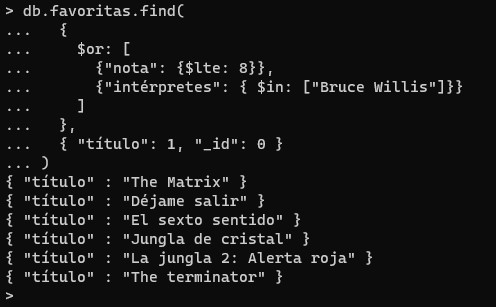 > db.favoritas.find(
...   {
...     $or: [
...       {"nota": {$lte: 8}},
...       {"intérpretes": { $in: ["Bruce Willis"]}}
...     ]
...   },
...   { "título": 1, "_id": 0 }
... )
{ "título" : "The Matrix" }
{ "título" : "Déjame salir" }
{ "título" : "El sexto sentido" }
{ "título" : "Jungla de cristal" }
{ "título" : "La jungla 2: Alerta roja" }
{ "título" : "The terminator" }
>